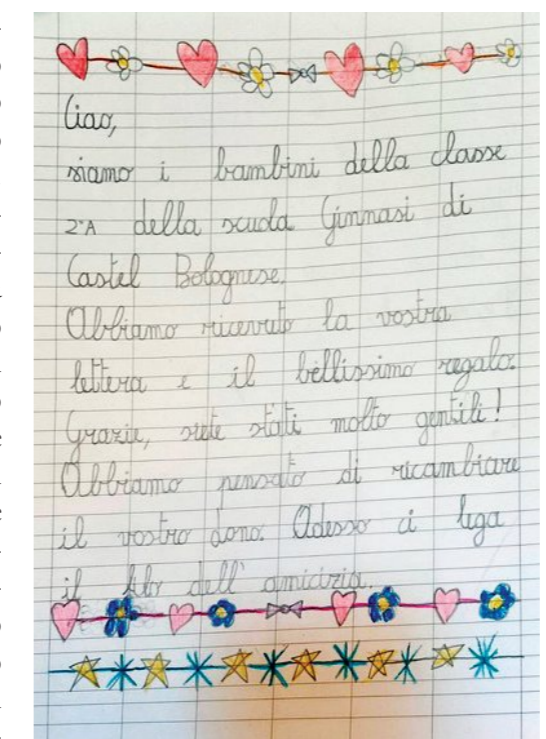 Ciao,
siamo i bambini della classe
2ªA della scuola Ginnasi di
Castel Bolognese.
Abbiamo ricevuto la vostra
lettera e il bellissimo regalo.
Grazie, siete stati molto gentili!
Abbiamo pensato di ricambiare
il vostro dono. Adesso ci lega
il filo dell'amicizia.